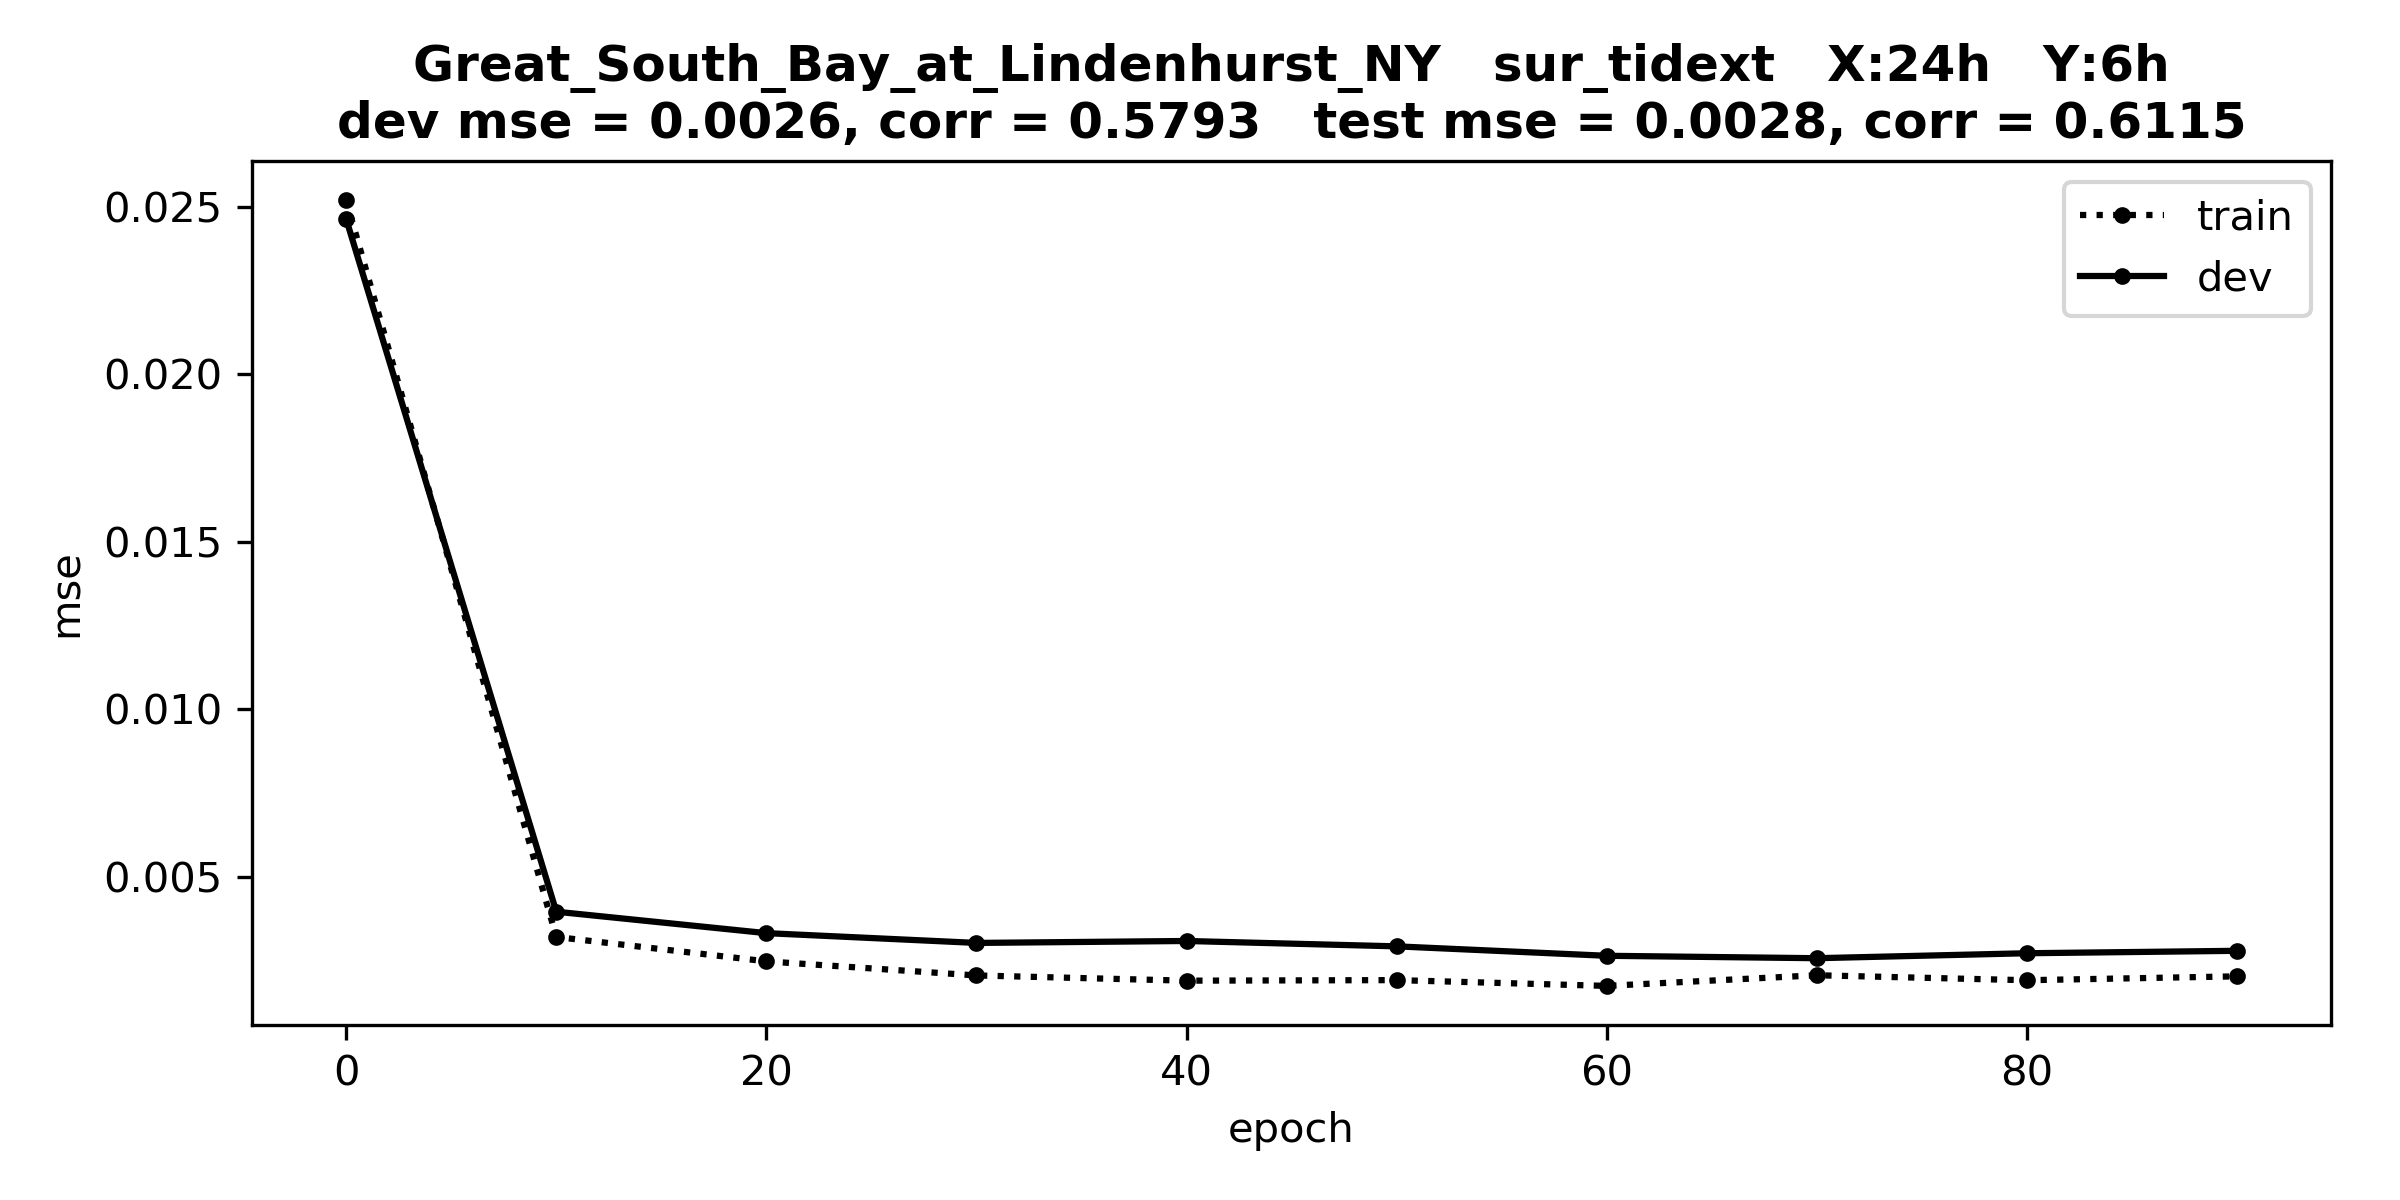 Great_South_Bay_at_Lindenhurst_NY   sur_tidext   X:24h   Y:6h
dev mse = 0.0026, corr = 0.5793   test mse = 0.0028, corr = 0.6115
train
dev
0.025
0.020
0.015
0.010
0.005
mse
0 20 40 60 80
epoch